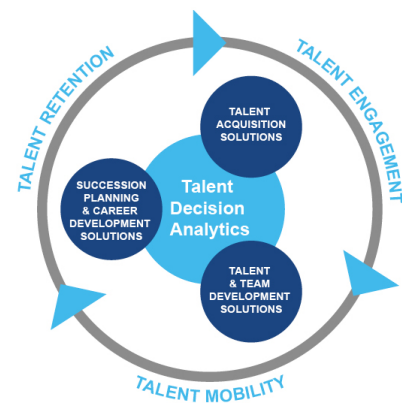 TALENT RETENTION
TALENT ENGAGEMENT
TALENT
ACQUISITION
SOLUTIONS
SUCCESSION
PLANNING
& CAREER
DEVELOPMENT
SOLUTIONS
Talent
Decision
Analytics
TALENT
& TEAM
DEVELOPMENT
SOLUTIONS
TALENT MOBILITY